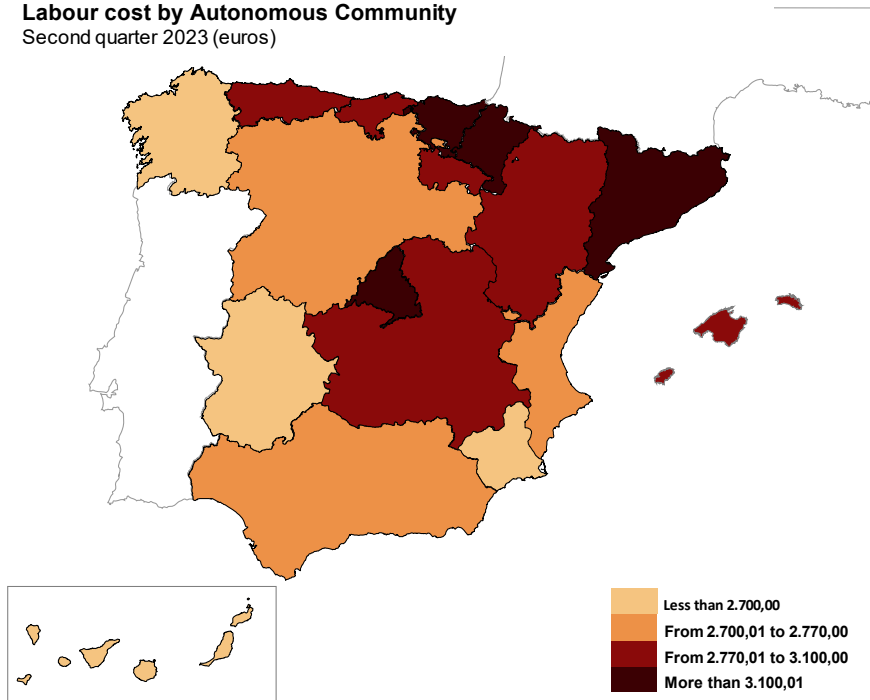 Labour cost by Autonomous Community
Second quarter 2023 (euros)
Less than 2.700,00
From 2.700,01 to 2.770,00
From 2.770,01 to 3.100,00
More than 3.100,01